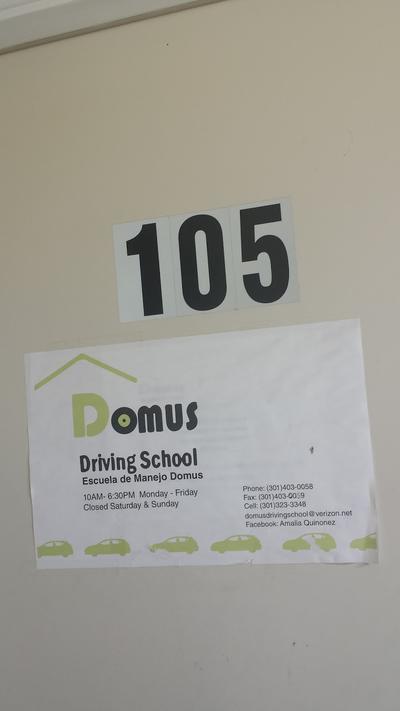 105
Domus
Driving School
Escuela de Manejo Domus
10AM- 6:30PM Monday - Friday
Closed Saturday & Sunday
Phone: (301)403-0058
Fax: (301)403-0059
Cell: (301)323-3348
domusdrivingschool@verizon.net
Facebook: Amalia Quinonez